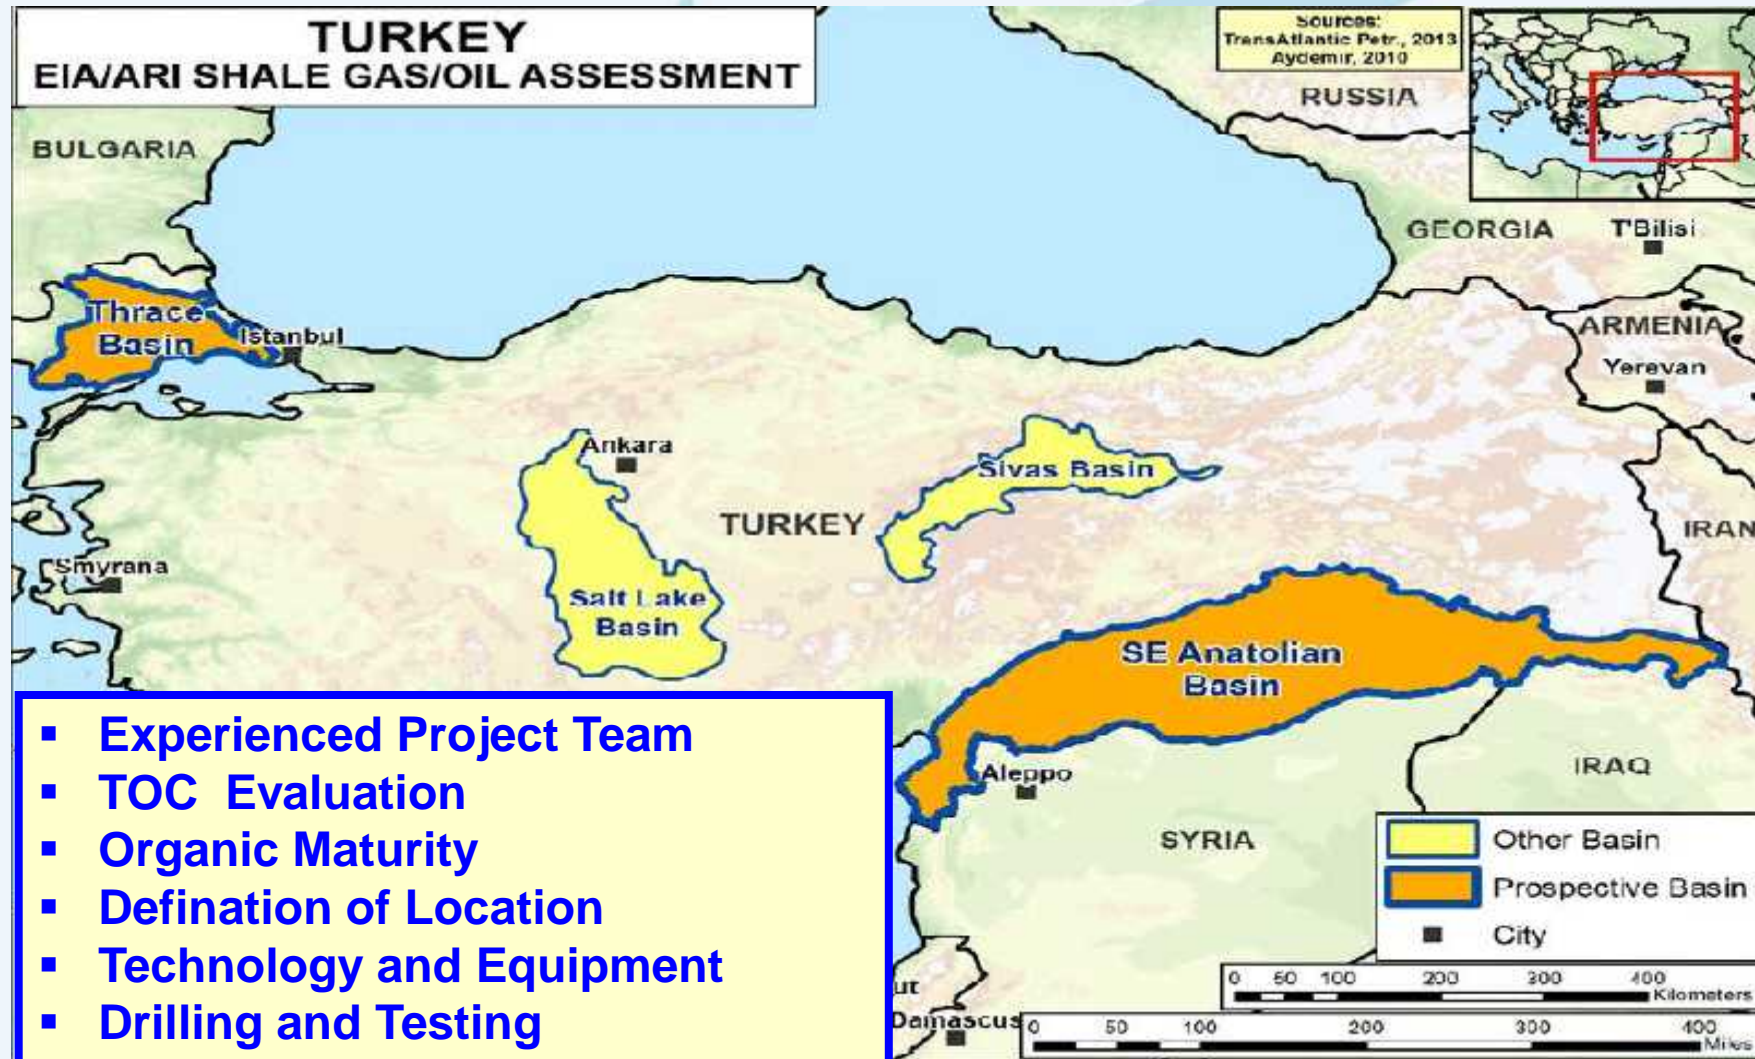 TURKEY
EIA/ARI SHALE GAS/OIL ASSESSMENT
Sources:
TransAtlantic Petr., 2013
Aydemir, 2010
RUSSIA
BULGARIA
GEORGIA
T'Bilisi
Thrace
Basin
Istanbul
ARMENIA
Yerevan
Ankara
Sivas Basin
TURKEY
IRAN
Smyrana
Salt Lake
Basin
SE Anatolian
Basin
▪ Experienced Project Team
▪ TOC Evaluation
▪ Organic Maturity
▪ Defination of Location
▪ Technology and Equipment
▪ Drilling and Testing
Aleppo
IRAQ
SYRIA
Other Basin
Prospective Basin
City
0 50 100 200 300 400
Kilometers
ut
Damascus
0 50 100 200 300 400
Miles